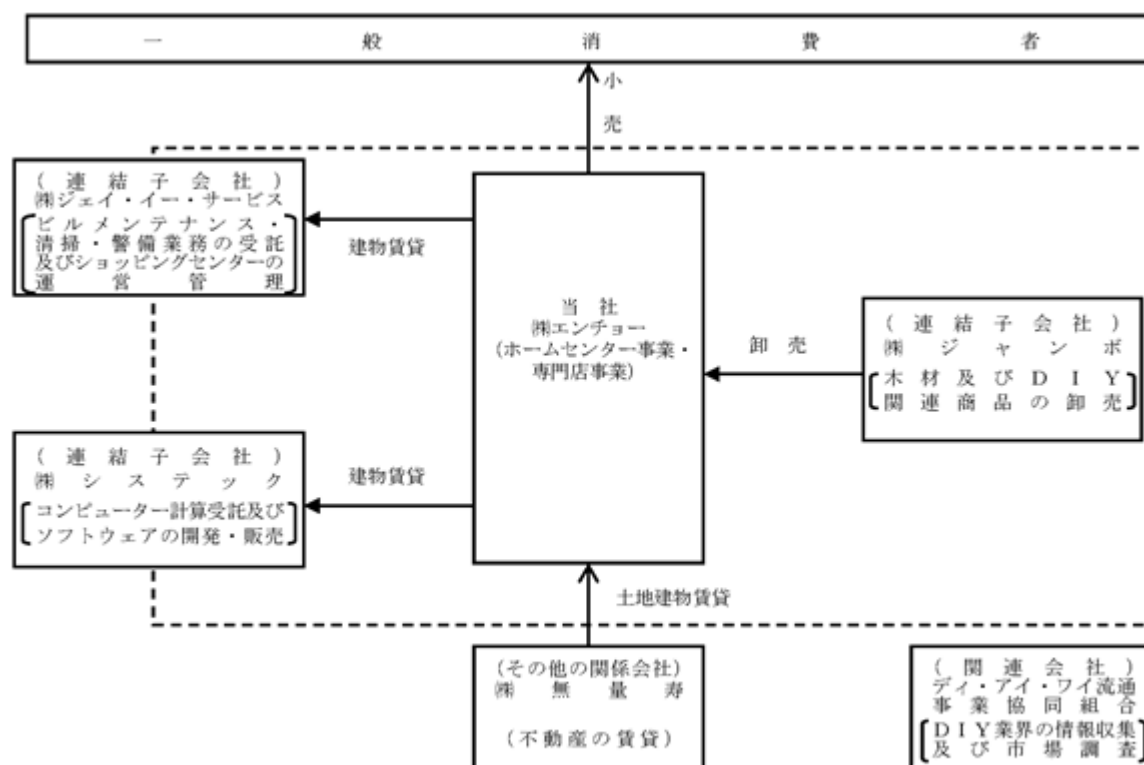 一般消費者
小
売
(連結子会社)
㈱ジェイ・イー・サービス
ビルメンテナンス・
清掃・警備業務の受託
及びショッピングセンターの
運営管理
建物賃貸
当社
㈱エンチョー
(ホームセンター事業・
専門店事業)
卸売
(連結子会社)
㈱ジャンボ
木材及びDIY
関連商品の卸売
(連結子会社)
㈱システック
コンピューター計算受託及び
ソフトウェアの開発・販売
建物賃貸
土地建物賃貸
(その他の関係会社)
㈱無量寿
(不動産の賃貸)
(関連会社)
ディ・アイ・ワイ流通
事業協同組合
DIY業界の情報収集
及び市場調査